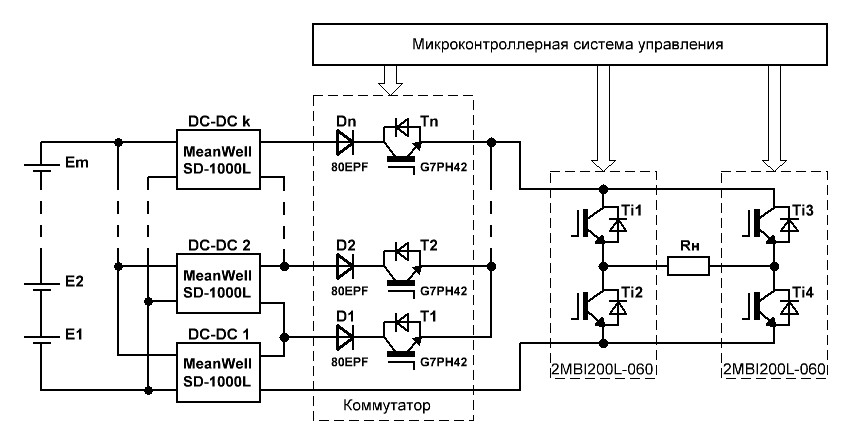 Микроконтроллерная система управления
DC-DC k
MeanWell
SD-1000L
Em
Dn
80EPF
Tn
G7PH42
DC-DC 2
MeanWell
SD-1000L
E2
D2
80EPF
T2
G7PH42
DC-DC 1
MeanWell
SD-1000L
E1
D1
80EPF
T1
G7PH42
Коммутатор
Ti1
Ti2
2MBI200L-060
Rн
Ti3
Ti4
2MBI200L-060